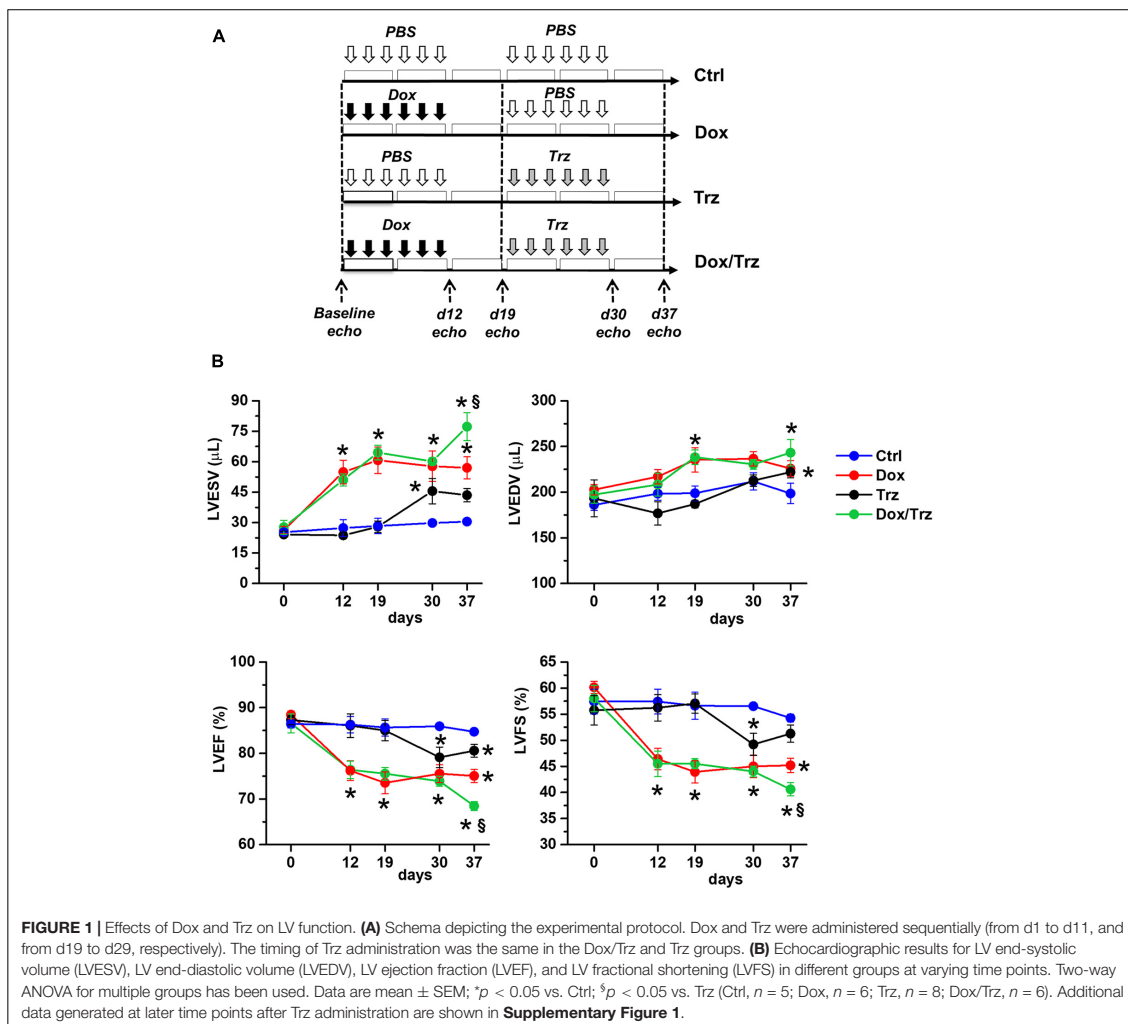 A
PBS PBS
Ctrl
Dox PBS
Dox
PBS Trz
Trz
Dox Trz
Dox/Trz
Baseline echo
d12 echo
d19 echo
d30 echo
d37 echo
B
LVESV (µL)
90
75
60
45
30
15
0
* * * * § * *
0 12 19 30 37
days
LVEDV (µL)
300
250
200
150
100
* * *
0 12 19 30 37
days
Ctrl
Dox
Trz
Dox/Trz
LVEF (%)
100
90
80
70
60
* * * * * * * §
0 12 19 30 37
days
LVFS (%)
65
60
55
50
45
40
35
30
* * * * * * §
0 12 19 30 37
days
FIGURE 1 | Effects of Dox and Trz on LV function. (A) Schema depicting the experimental protocol. Dox and Trz were administered sequentially (from d1 to d11, and
from d19 to d29, respectively). The timing of Trz administration was the same in the Dox/Trz and Trz groups. (B) Echocardiographic results for LV end-systolic
volume (LVESV), LV end-diastolic volume (LVEDV), LV ejection fraction (LVEF), and LV fractional shortening (LVFS) in different groups at varying time points. Two-way
ANOVA for multiple groups has been used. Data are mean ± SEM; *p < 0.05 vs. Ctrl; §p < 0.05 vs. Trz (Ctrl, n = 5; Dox, n = 6; Trz, n = 8; Dox/Trz, n = 6). Additional
data generated at later time points after Trz administration are shown in Supplementary Figure 1.